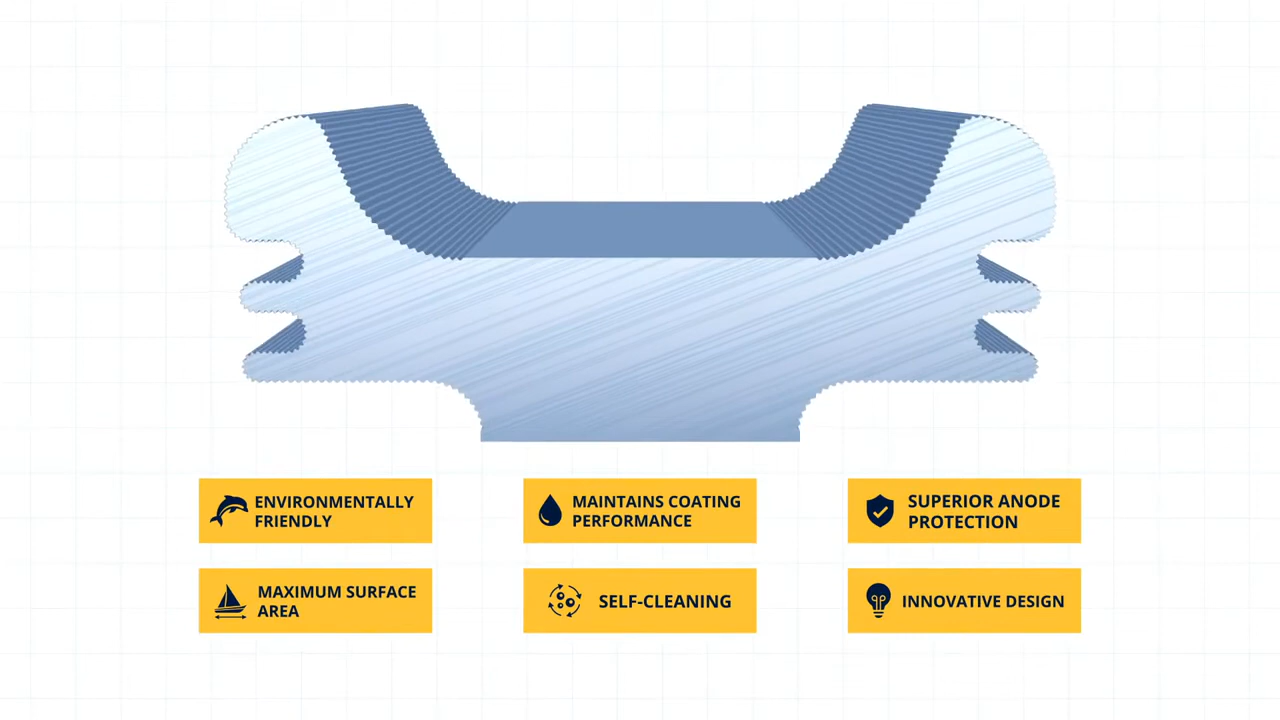 ENVIRONMENTALLY
FRIENDLY
MAINTAINS COATING
PERFORMANCE
SUPERIOR ANODE
PROTECTION
MAXIMUM SURFACE
AREA
SELF-CLEANING
INNOVATIVE DESIGN